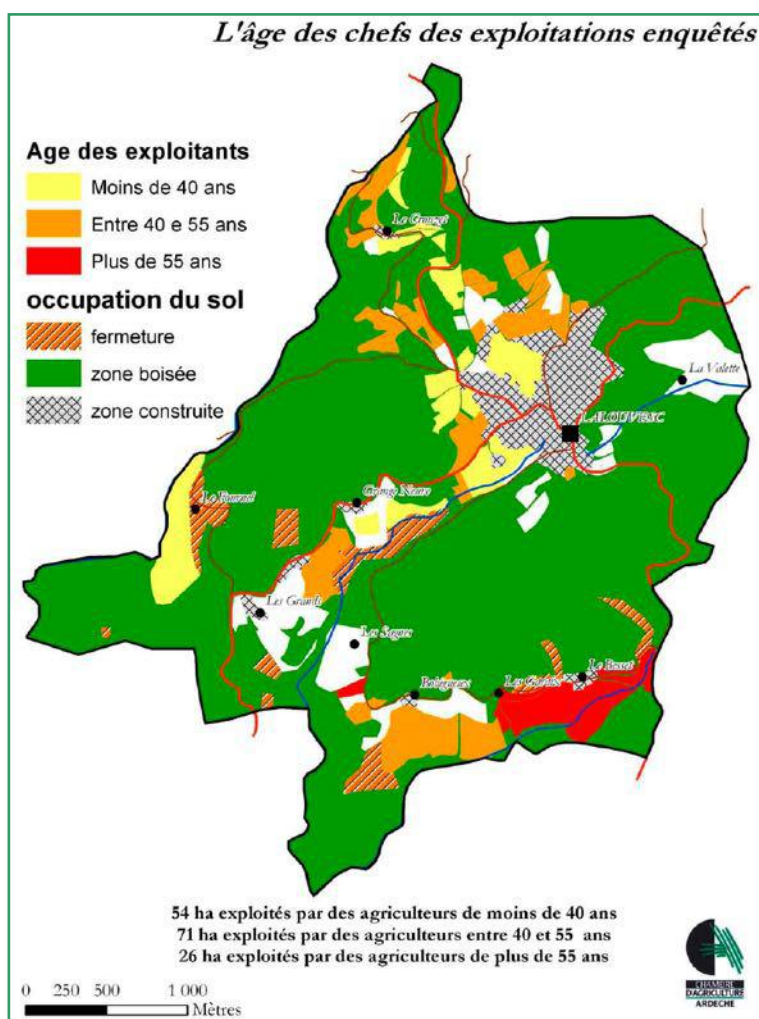 L'âge des chefs des exploitations enquêtés
Age des exploitants
Moins de 40 ans
Entre 40 e 55 ans
Plus de 55 ans
occupation du sol
fermeture
zone boisée
zone construite
Le Crouzet
La Valette
LALOUVESC
Grange Neuve
Les Grands
Les Sagnes
Le Besset
54 ha exploités par des agriculteurs de moins de 40 ans
71 ha exploités par des agriculteurs entre 40 et 55 ans
26 ha exploités par des agriculteurs de plus de 55 ans
0 250 500 1 000
Mètres
CHAMBRE
D'AGRICULTURE
ARDECHE